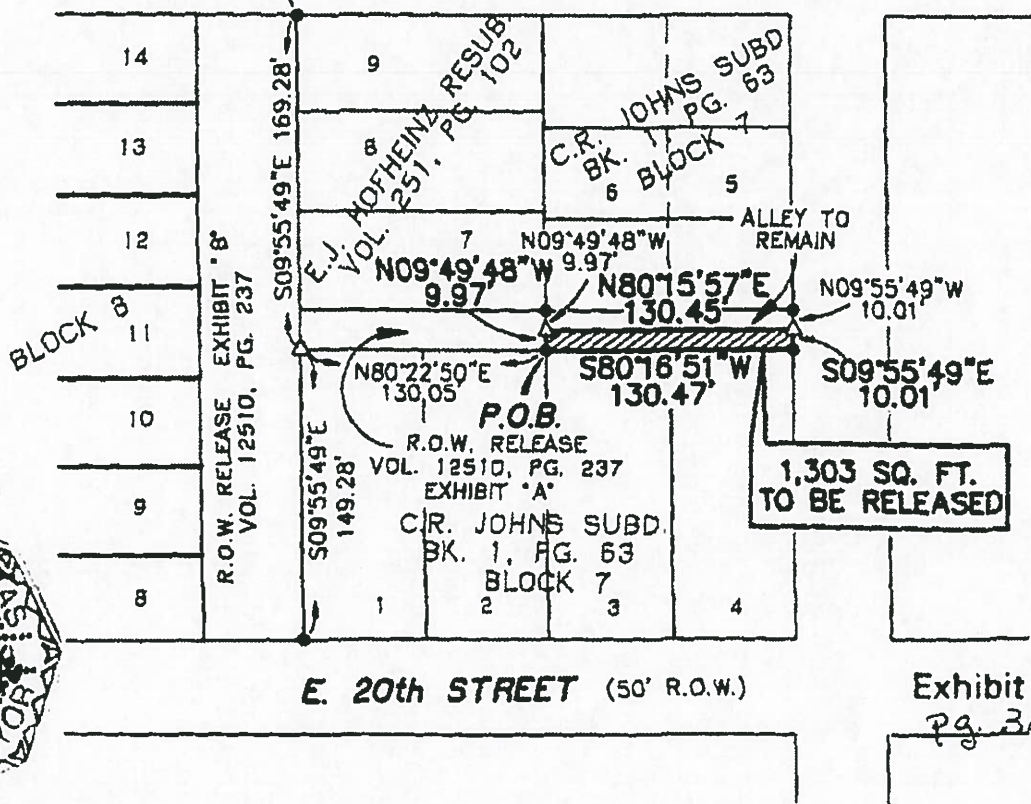 14
13
12
11
10
9
8
BLOCK 8
R.O.W. RELEASE EXHIBIT "B"
VOL. 12510, PG. 237
S09°55'49"E 169.28'
9
8
7
E.J. HOFHEINZ RESUB.
VOL. 251, PG. 102
C.R. JOHNS SUBD
BK. 1, PG. 63
BLOCK 7
6
5
ALLEY TO
REMAIN
N09°49'48"W
9.97'
N09°49'48"W
9.97'
N80°15'57"E
130.45'
N09°55'49"W
10.01'
N80°22'50"E
130.05'
S80°16'51"W
130.47'
S09°55'49"E
10.01'
P.O.B.
R.O.W. RELEASE
VOL. 12510, PG. 237
EXHIBIT "A"
1,303 SQ. FT.
TO BE RELEASED
S09°55'49"E
149.28'
C.R. JOHNS SUBD.
BK. 1, PG. 63
BLOCK 7
1
2
3
4
E. 20th STREET (50' R.O.W.)
Exhibit
pg. 3